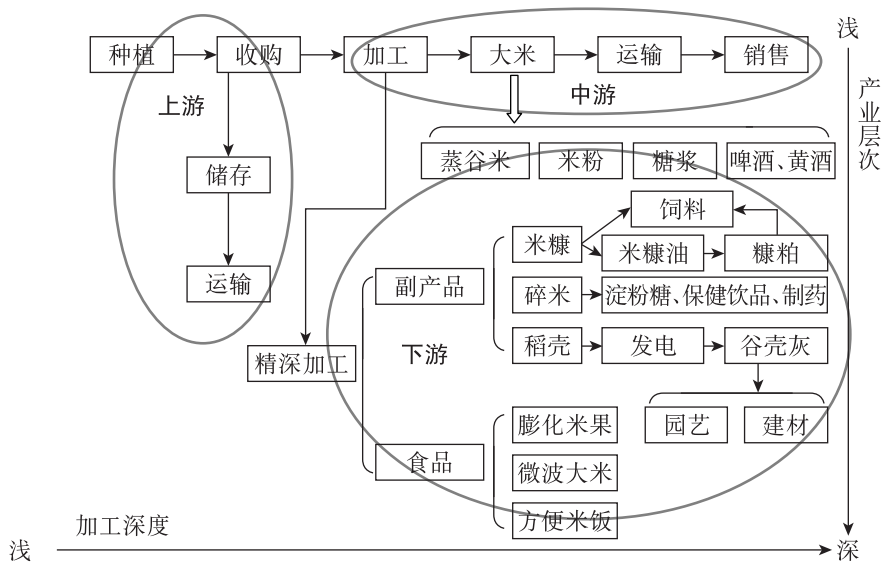 浅
种植
收购
加工
大米
运输
销售
上游
中游
产业层次
蒸谷米
米粉
糖浆
啤酒、黄酒
储存
饲料
米糠
米糠油
糠粕
运输
副产品
碎米
淀粉糖、保健饮品、制药
精深加工
下游
稻壳
发电
谷壳灰
膨化米果
园艺
建材
食品
微波大米
方便米饭
加工深度
浅
深